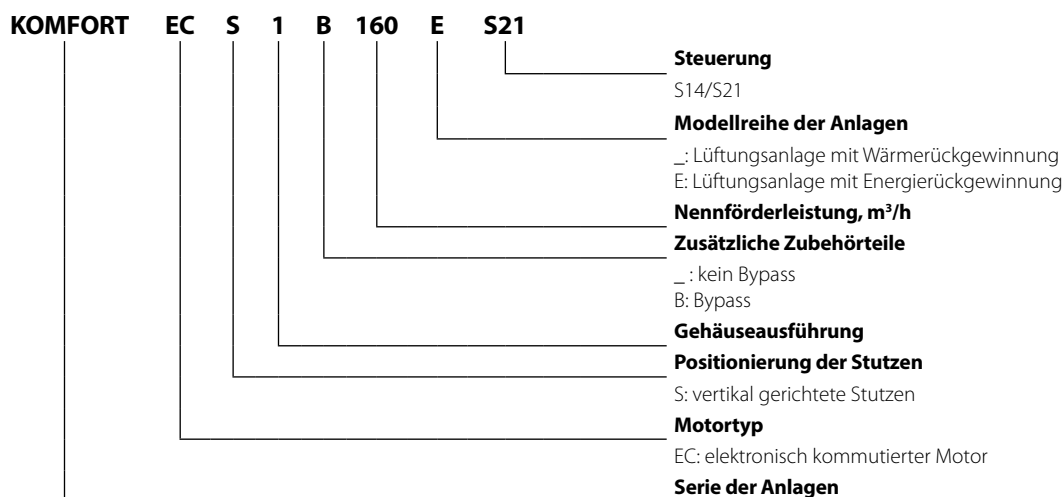 KOMFORT EC S 1 B 160 E S21
Steuerung
S14/S21
Modellreihe der Anlagen
_: Lüftungsanlage mit Wärmerückgewinnung
E: Lüftungsanlage mit Energierückgewinnung
Nennförderleistung, m³/h
Zusätzliche Zubehörteile
_ : kein Bypass
B: Bypass
Gehäuseausführung
Positionierung der Stutzen
S: vertikal gerichtete Stutzen
Motortyp
EC: elektronisch kommutierter Motor
Serie der Anlagen